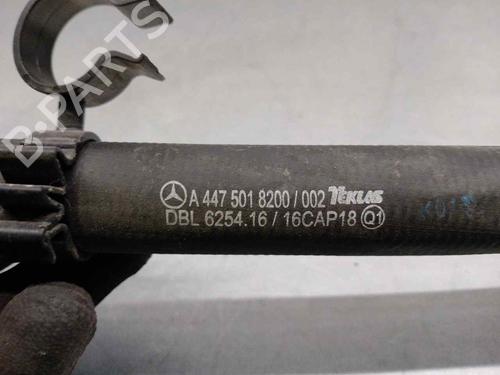 B-PARTS
A 447 501 8200 / 002 TEKLAS
DBL 6254.16 / 16CAP18 Q1